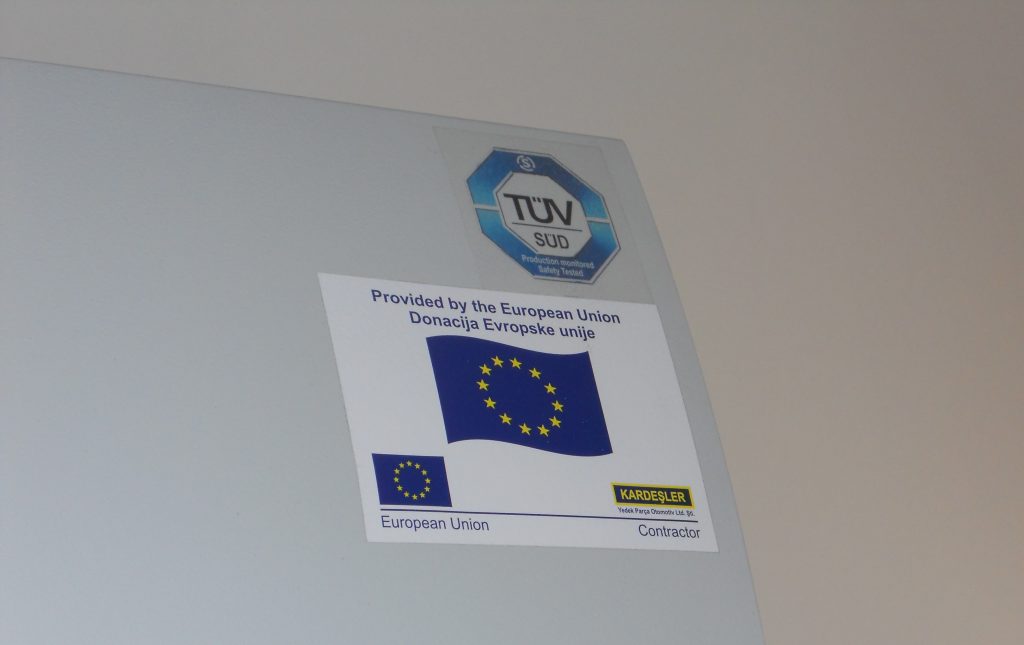 TÜV
SÜD
Production monitored
Safety Tested
Provided by the European Union
Donacija Evropske unije
KARDEŞLER
Yedek Parça Otomotiv Ltd. Şti.
European Union
Contractor